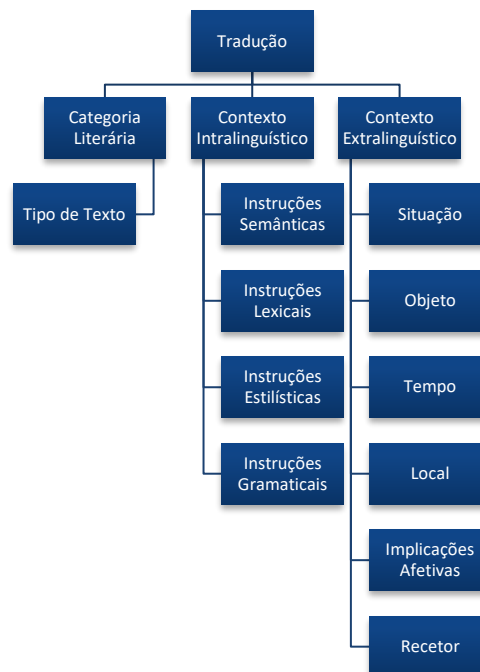 Tradução
Categoria
Literária
Contexto
Intralinguístico
Contexto
Extralinguístico
Tipo de Texto
Instruções
Semânticas
Instruções
Lexicais
Instruções
Estilísticas
Instruções
Gramaticais
Situação
Objeto
Tempo
Local
Implicações
Afetivas
Recetor